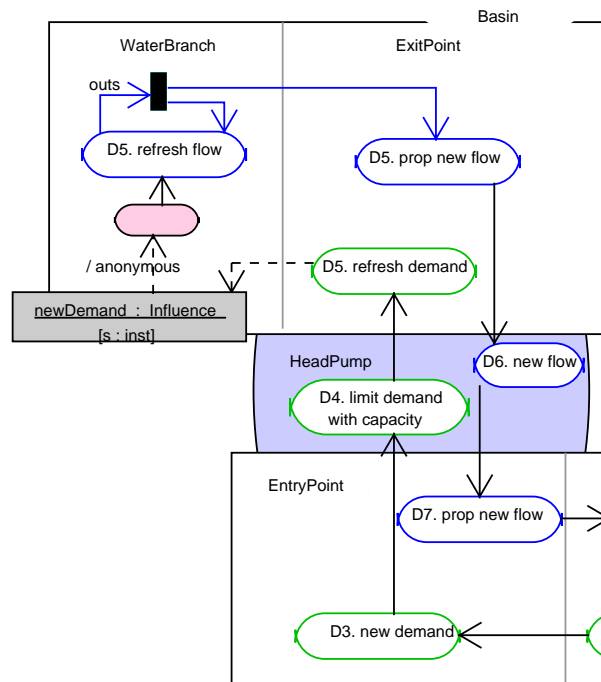 Basin
WaterBranch
ExitPoint
outs
D5. refresh flow
D5. prop new flow
/ anonymous
D5. refresh demand
newDemand : Influence
[s : inst]
HeadPump
D6. new flow
D4. limit demand
with capacity
EntryPoint
D7. prop new flow
D3. new demand